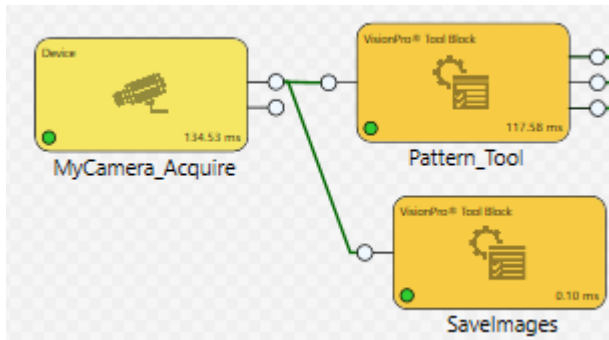 Device
134.53 ms
MyCamera_Acquire
VisionPro® Tool Block
117.58 ms
Pattern_Tool
VisionPro® Tool Block
0.10 ms
SaveImages